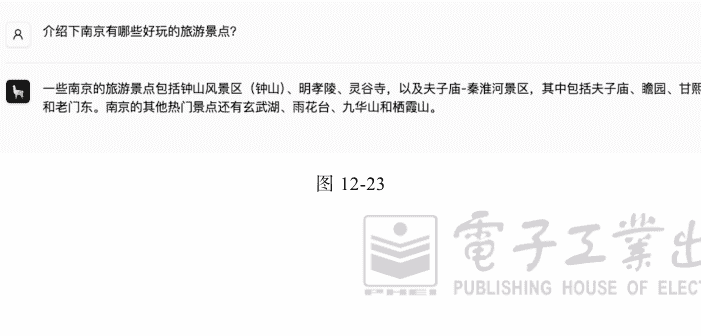 介绍下南京有哪些好玩的旅游景点?
一些南京的旅游景点包括钟山风景区（钟山）、明孝陵、灵谷寺，以及夫子庙-秦淮河景区，其中包括夫子庙、瞻园、甘熙
和老门东。南京的其他热门景点还有玄武湖、雨花台、九华山和栖霞山。
图 12-23
電子工業出
PUBLISHING HOUSE OF ELECT
PHEI